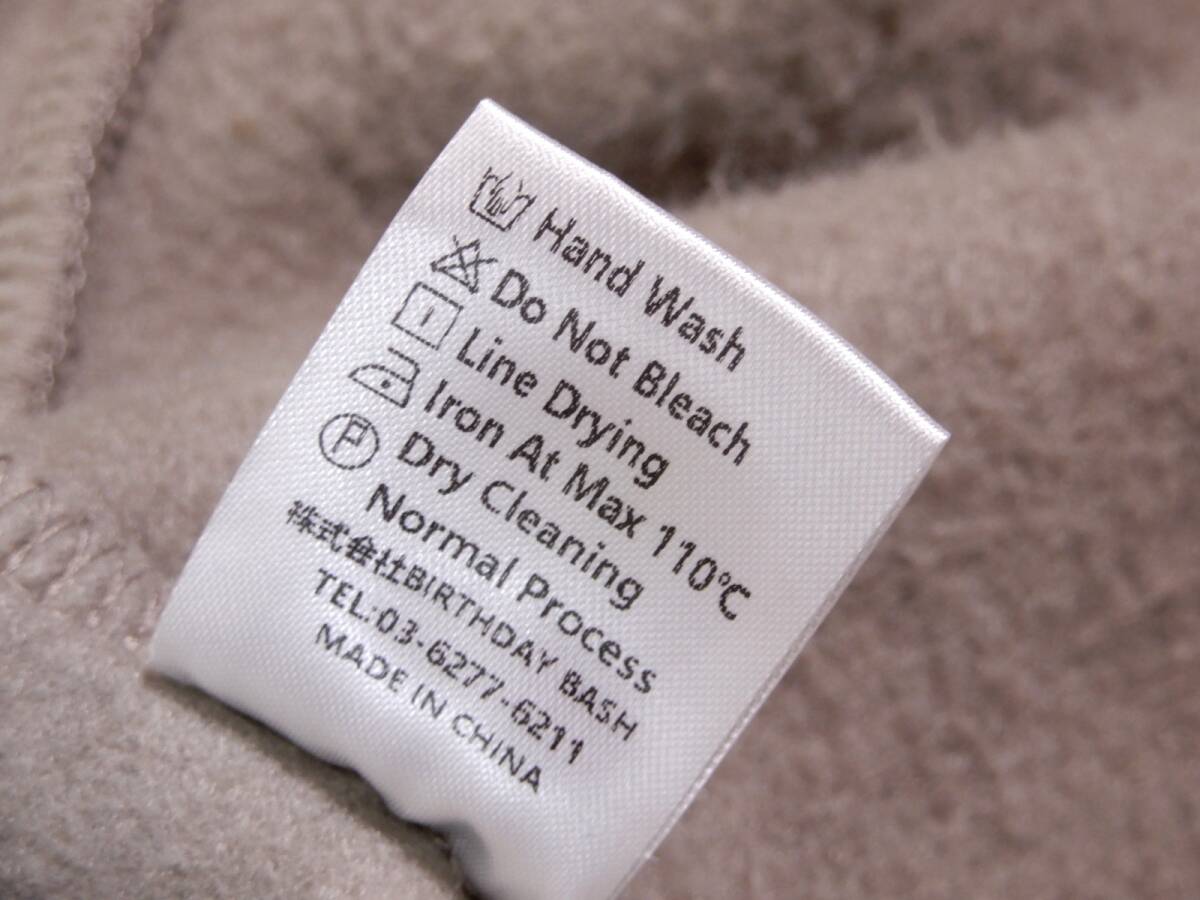 Hand Wash
Do Not Bleach
Line Drying
Iron At Max 110℃
Dry Cleaning
Normal Process
株式会社BIRTHDAY BASH
TEL:03-6277-6211
MADE IN CHINA